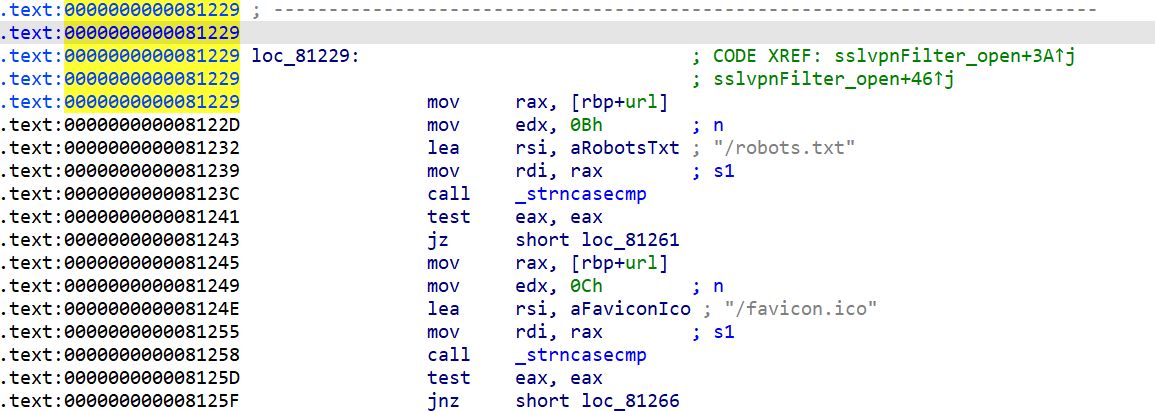 .text:0000000000081229 ; ---------------------------------------------------------------------------
.text:0000000000081229
.text:0000000000081229 loc_81229: ; CODE XREF: sslvpnFilter_open+3A↑j
.text:0000000000081229 ; sslvpnFilter_open+46↑j
.text:0000000000081229 mov rax, [rbp+url]
.text:000000000008122D mov edx, 0Bh ; n
.text:0000000000081232 lea rsi, aRobotsTxt ; "/robots.txt"
.text:0000000000081239 mov rdi, rax ; s1
.text:000000000008123C call _strncasecmp
.text:0000000000081241 test eax, eax
.text:0000000000081243 jz short loc_81261
.text:0000000000081245 mov rax, [rbp+url]
.text:0000000000081249 mov edx, 0Ch ; n
.text:000000000008124E lea rsi, aFaviconIco ; "/favicon.ico"
.text:0000000000081255 mov rdi, rax ; s1
.text:0000000000081258 call _strncasecmp
.text:000000000008125D test eax, eax
.text:000000000008125F jnz short loc_81266